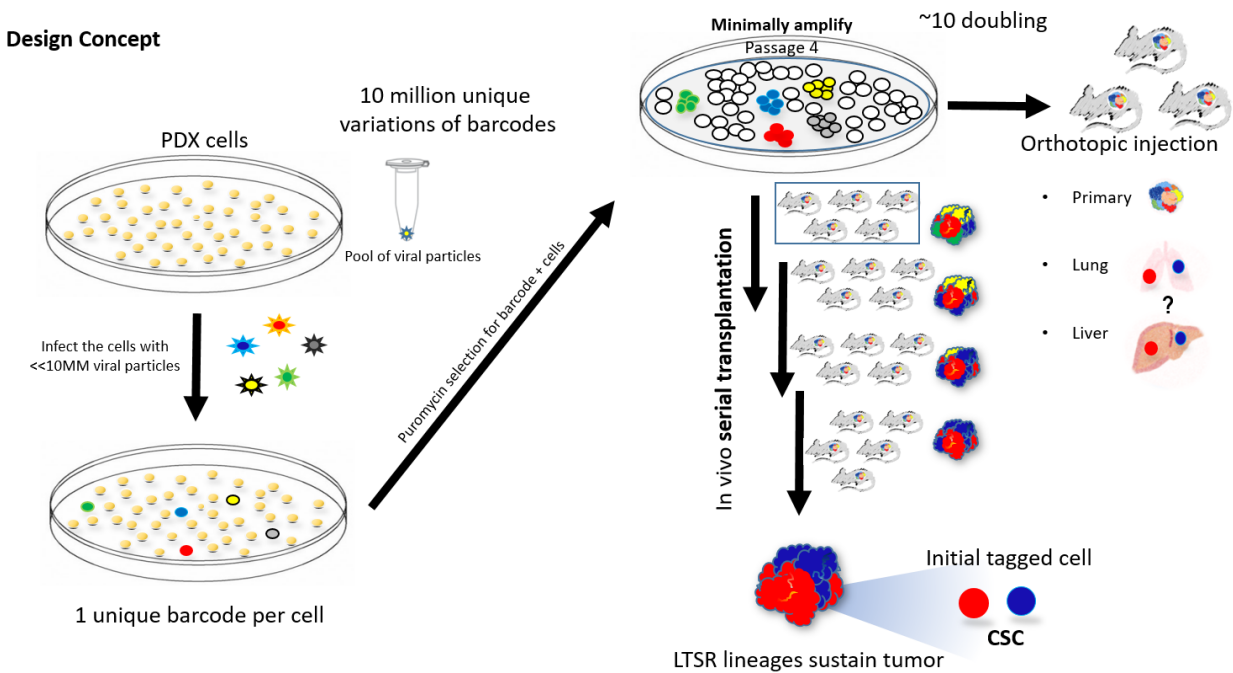 Design Concept
PDX cells
10 million unique
variations of barcodes
Pool of viral particles
Infect the cells with
<<10MM viral particles
1 unique barcode per cell
Puromycin selection for barcode + cells
Minimally amplify
Passage 4
~10 doubling
Orthotopic injection
• Primary
• Lung
?
• Liver
In vivo serial transplantation
Initial tagged cell
CSC
LTSR lineages sustain tumor